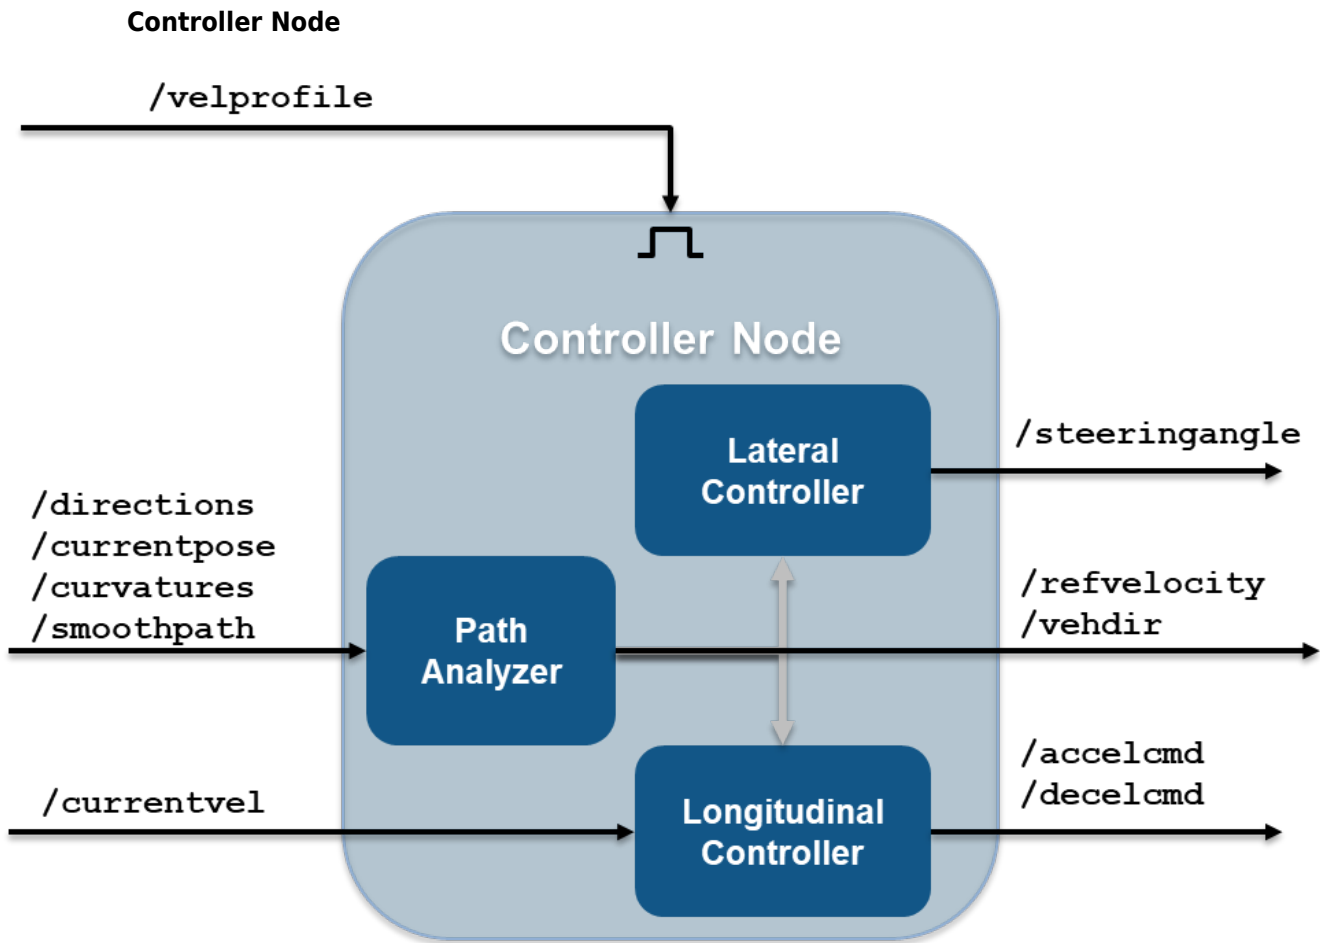 Controller Node
/velprofile
Controller Node
Lateral
Controller
/steeringangle
/directions
/currentpose
/curvatures
/smoothpath
Path
Analyzer
/refvelocity
/vehdir
/currentvel
Longitudinal
Controller
/accelcmd
/decelcmd